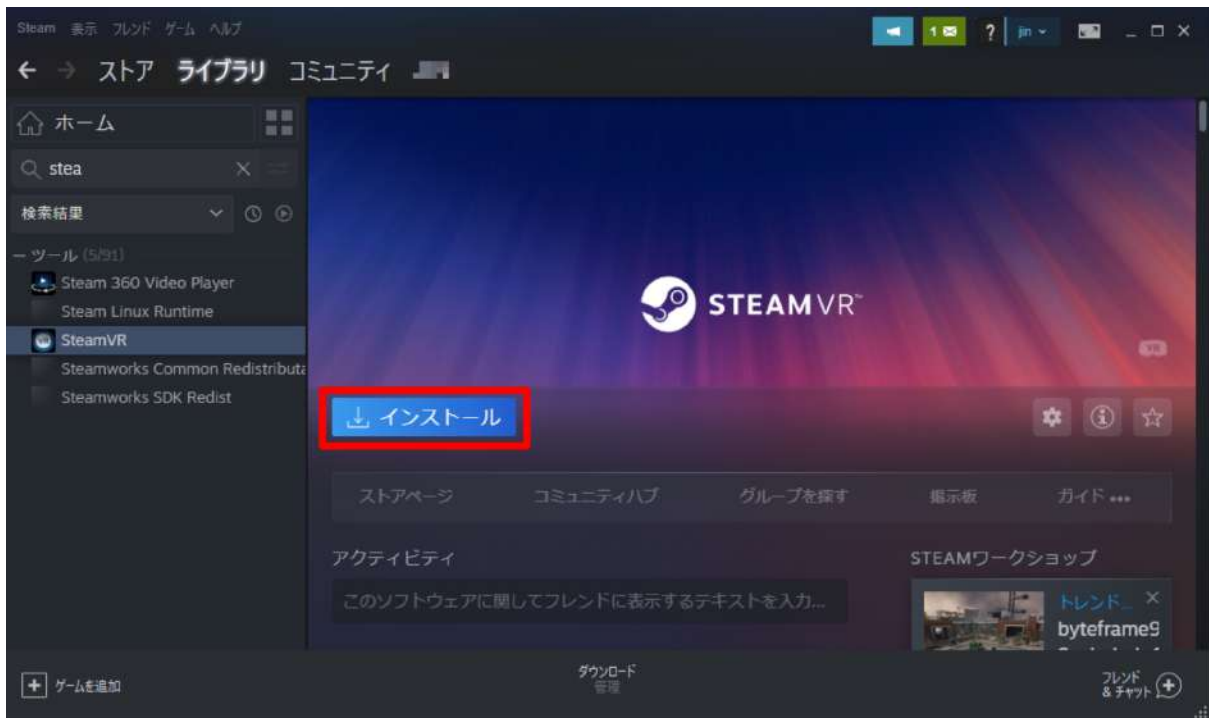 Steam 表示 フレンド ゲーム ヘルプ
1
?
jin
ストア ライブラリ コミュニティ
ホーム
stea
検索結果
ー ツール (5/91)
Steam 360 Video Player
Steam Linux Runtime
SteamVR
Steamworks Common Redistributa
Steamworks SDK Redist
STEAMVR™
VR
インストール
ストアページ コミュニティハブ グループを探す 掲示板 ガイド •••
アクティビティ
このソフトウェアに関してフレンドに表示するテキストを入力...
STEAMワークショップ
トレンド...
byteframe9
ゲームを追加
ダウンロード
管理
フレンド
& チャット